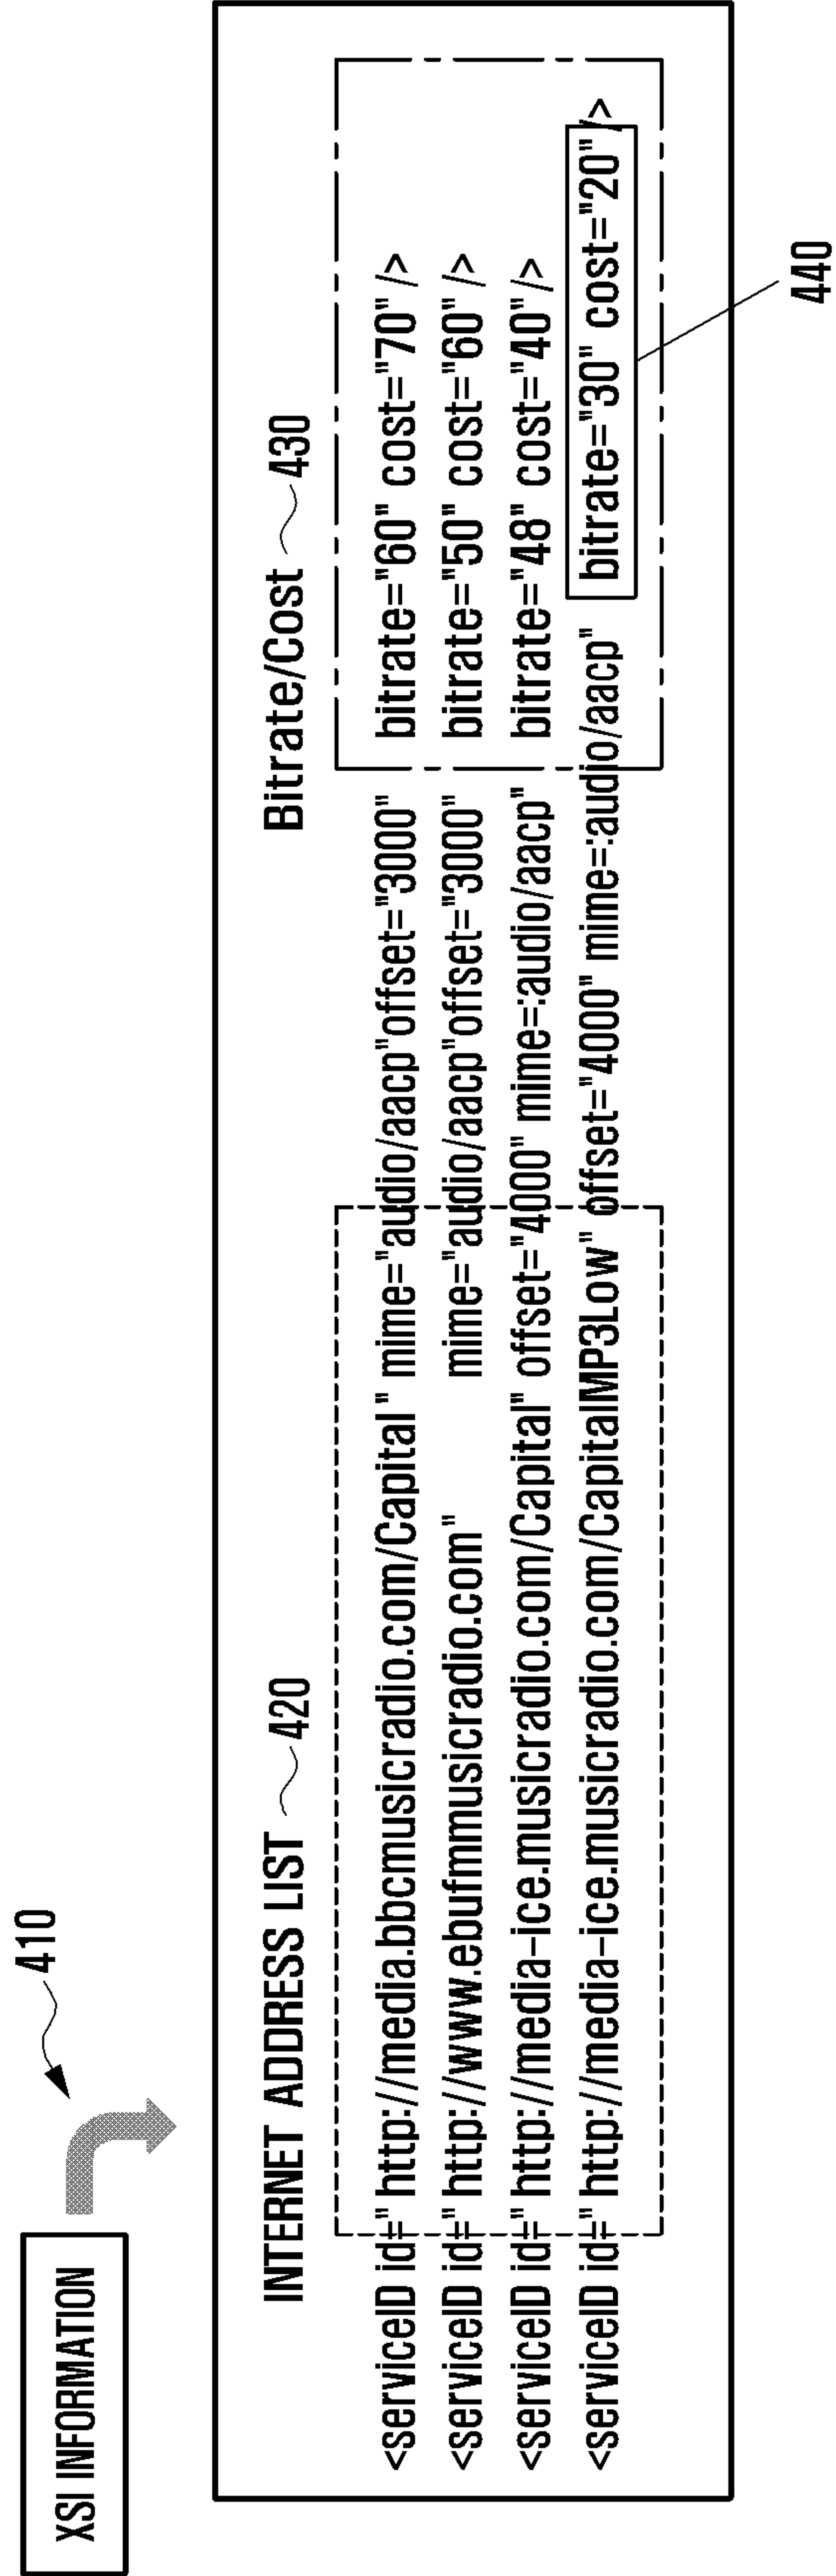 XSI INFORMATION
410
INTERNET ADDRESS LIST 420 Bitrate/Cost 430
<serviceID id=" http://media.bbcmusicradio.com/Capital " mime="audio/aacp"offset="3000" bitrate="60" cost="70" />
<serviceID id=" http://www.ebufmmusicradio.com" mime="audio/aacp"offset="3000" bitrate="50" cost="60" />
<serviceID id=" http://media-ice.musicradio.com/Capital" offset="4000" mime=:audio/aacp" bitrate="48" cost="40" />
<serviceID id=" http://media-ice.musicradio.com/CapitalMP3Low" offset="4000" mime=:audio/aacp" bitrate="30" cost="20" />
440